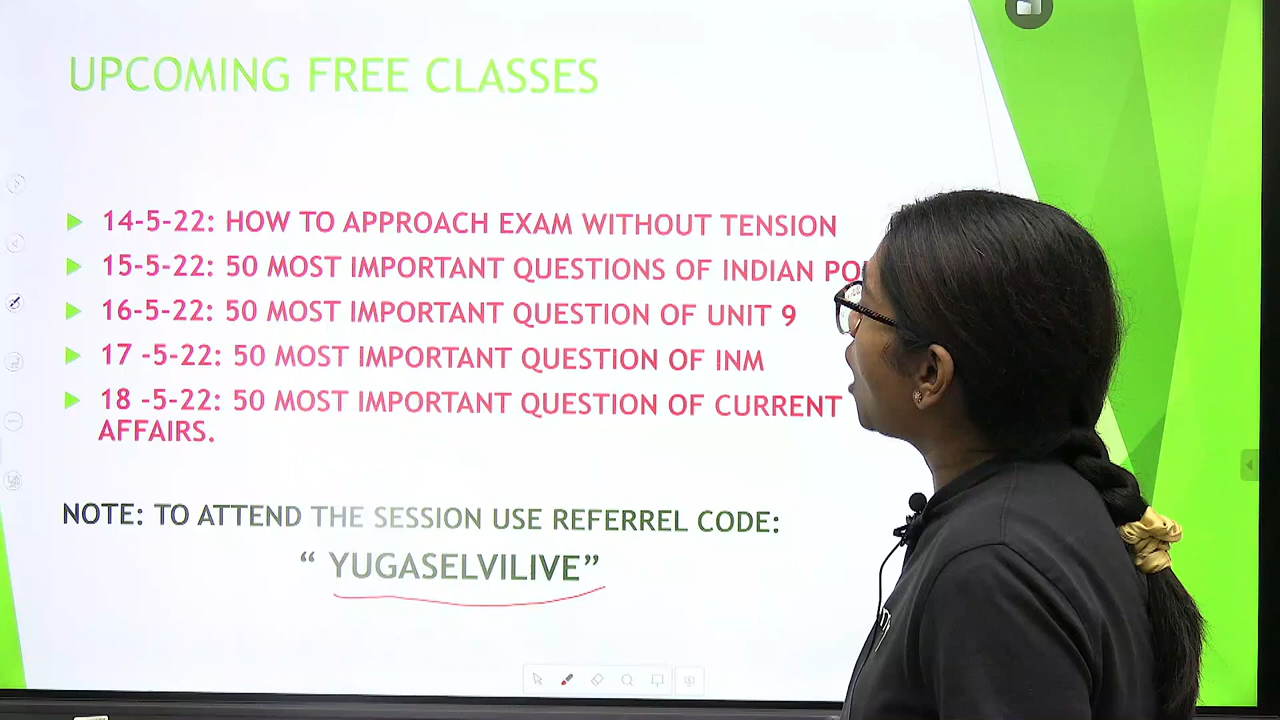 UPCOMING FREE CLASSES
14-5-22: HOW TO APPROACH EXAM WITHOUT TENSION
15-5-22: 50 MOST IMPORTANT QUESTIONS OF INDIAN
16-5-22: 50 MOST IMPORTANT QUESTION OF UNIT 9
17 -5-22: 50 MOST IMPORTANT QUESTION OF INM
18 -5-22: 50 MOST IMPORTANT QUESTION OF CURRENT
AFFAIRS.
NOTE: TO ATTEND THE SESSION USE REFERREL CODE:
“ YUGASELVILIVE”